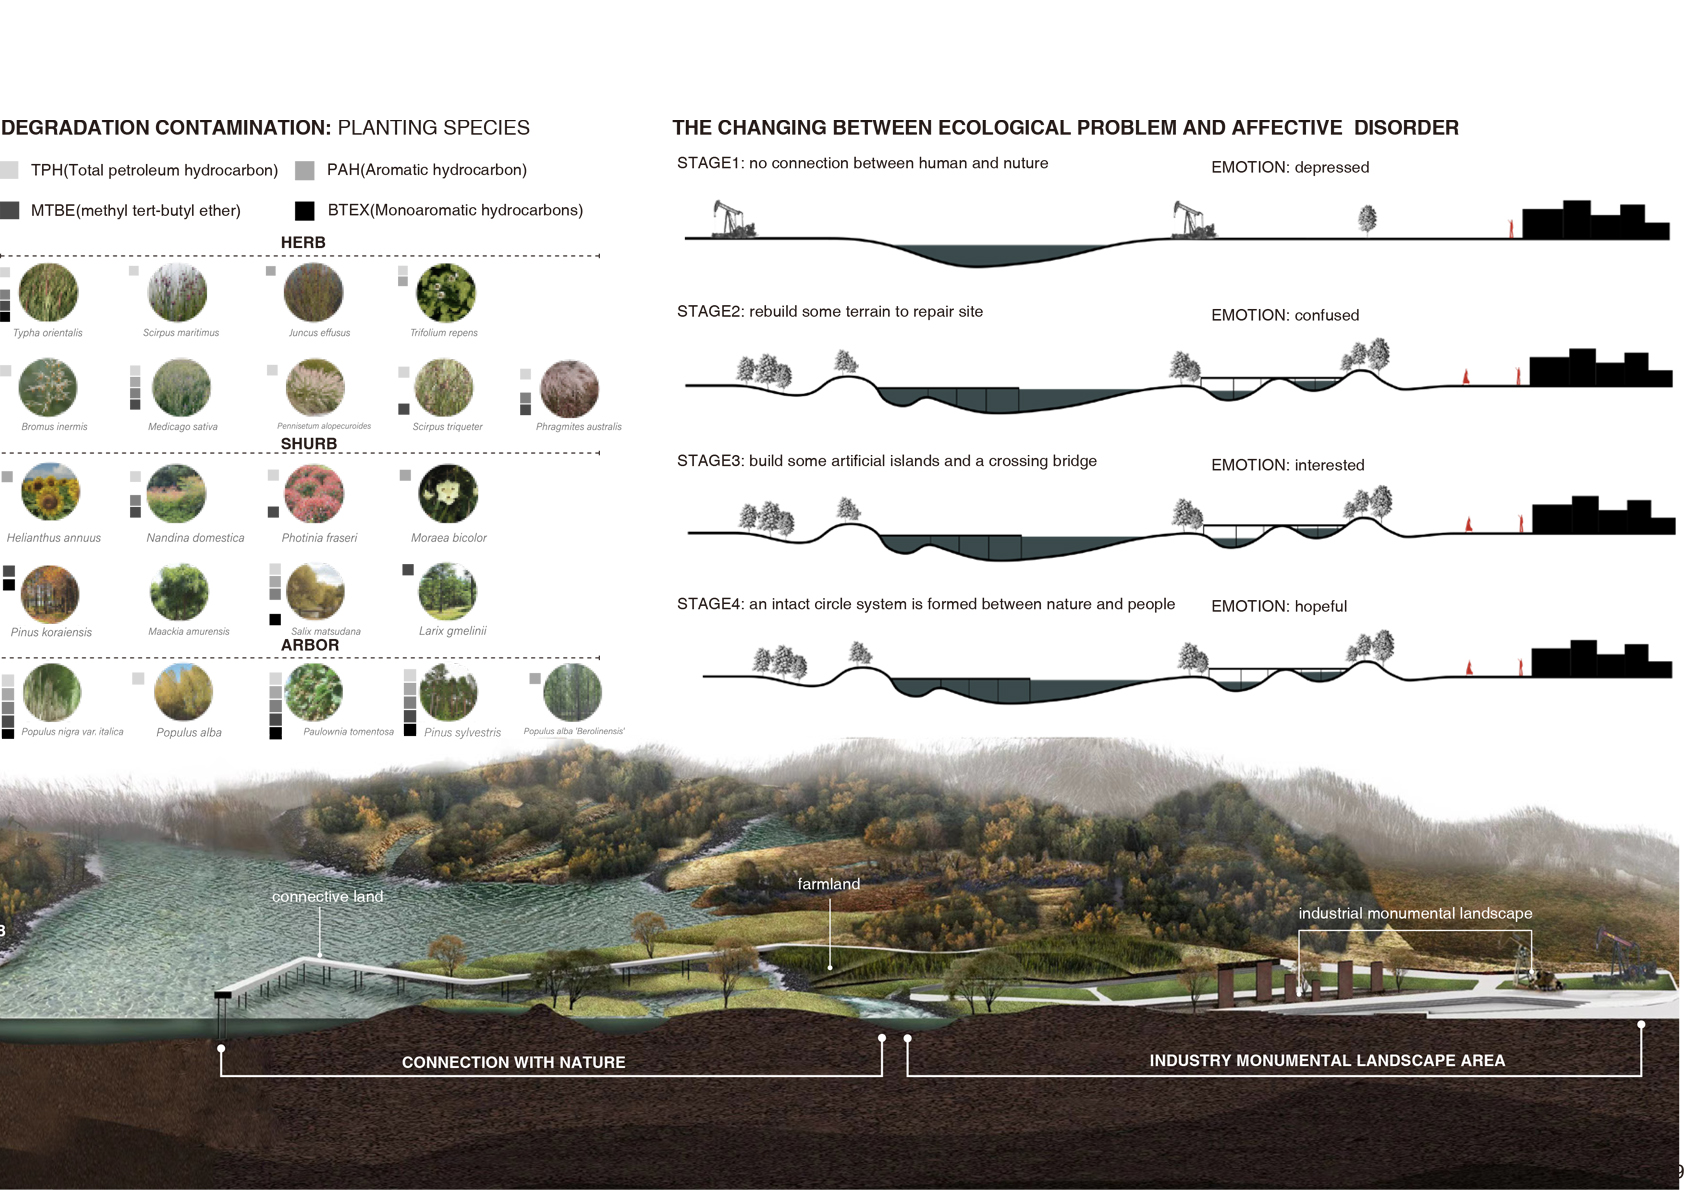 DEGRADATION CONTAMINATION: PLANTING SPECIES
TPH(Total petroleum hydrocarbon)
PAH(Aromatic hydrocarbon)
MTBE(methyl tert-butyl ether)
BTEX(Monoaromatic hydrocarbons)
HERB
Typha orientalis
Scirpus maritimus
Juncus effusus
Trifolium repens
Bromus inermis
Medicago sativa
Pennisetum alopecuroides
Scirpus triqueter
Phragmites australis
SHURB
Helianthus annuus
Nandina domestica
Photinia fraseri
Moraea bicolor
Pinus koraiensis
Maackia amurensis
Salix matsudana
Larix gmelinii
ARBOR
Populus nigra var. italica
Populus alba
Paulownia tomentosa
Pinus sylvestris
Populus alba 'Berolinensis'
THE CHANGING BETWEEN ECOLOGICAL PROBLEM AND AFFECTIVE DISORDER
STAGE1: no connection between human and nuture
EMOTION: depressed
STAGE2: rebuild some terrain to repair site
EMOTION: confused
STAGE3: build some artificial islands and a crossing bridge
EMOTION: interested
STAGE4: an intact circle system is formed between nature and people
EMOTION: hopeful
connective land
farmland
industrial monumental landscape
CONNECTION WITH NATURE
INDUSTRY MONUMENTAL LANDSCAPE AREA
9